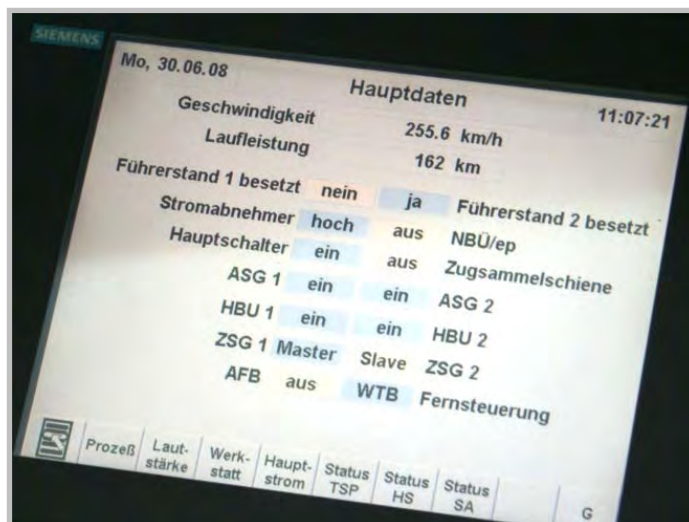 SIEMENS
Mo, 30.06.08 Hauptdaten 11:07:21
Geschwindigkeit 255.6 km/h
Laufleistung 162 km
Führerstand 1 besetzt nein ja Führerstand 2 besetzt
Stromabnehmer hoch aus NBÜ/ep
Hauptschalter ein aus Zugsammelschiene
ASG 1 ein ein ASG 2
HBU 1 ein ein HBU 2
ZSG 1 Master Slave ZSG 2
AFB aus WTB Fernsteuerung
Prozeß Laut- Werk- Haupt- Status Status Status G
stärke statt strom TSP HS SA